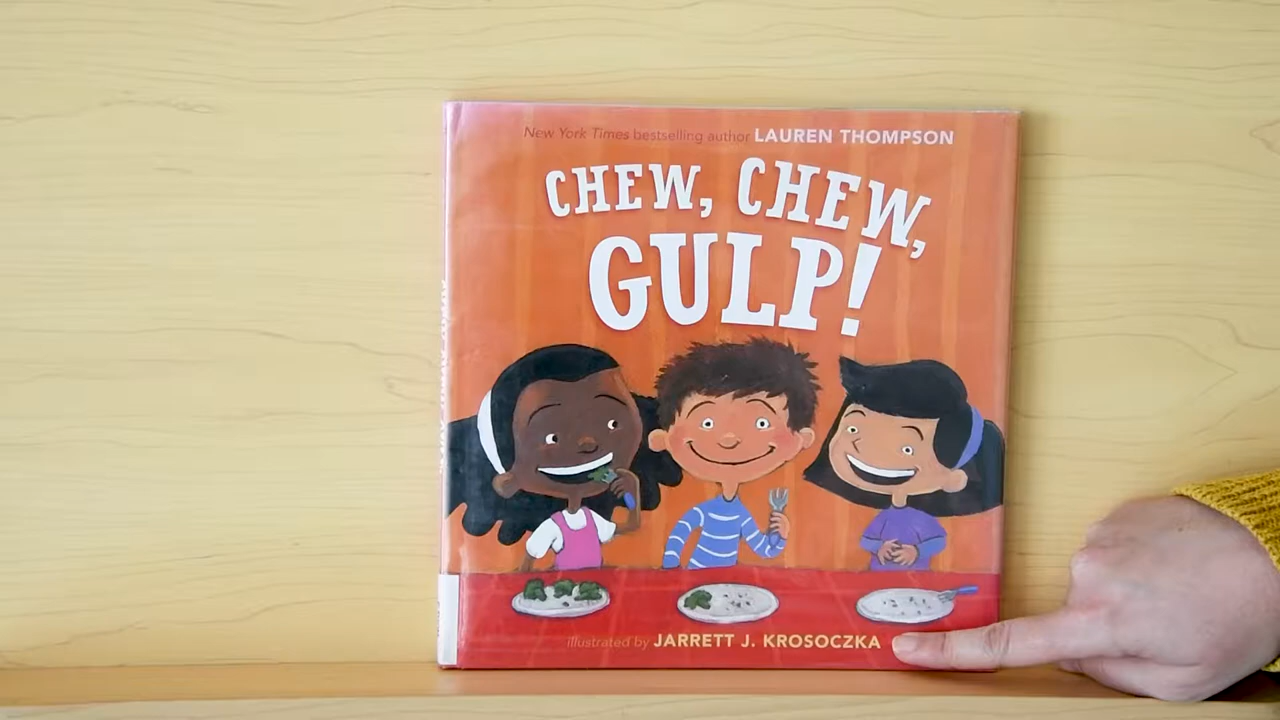 New York Times bestselling author LAUREN THOMPSON
CHEW, CHEW,
GULP!
illustrated by JARRETT J. KROSOCZKA